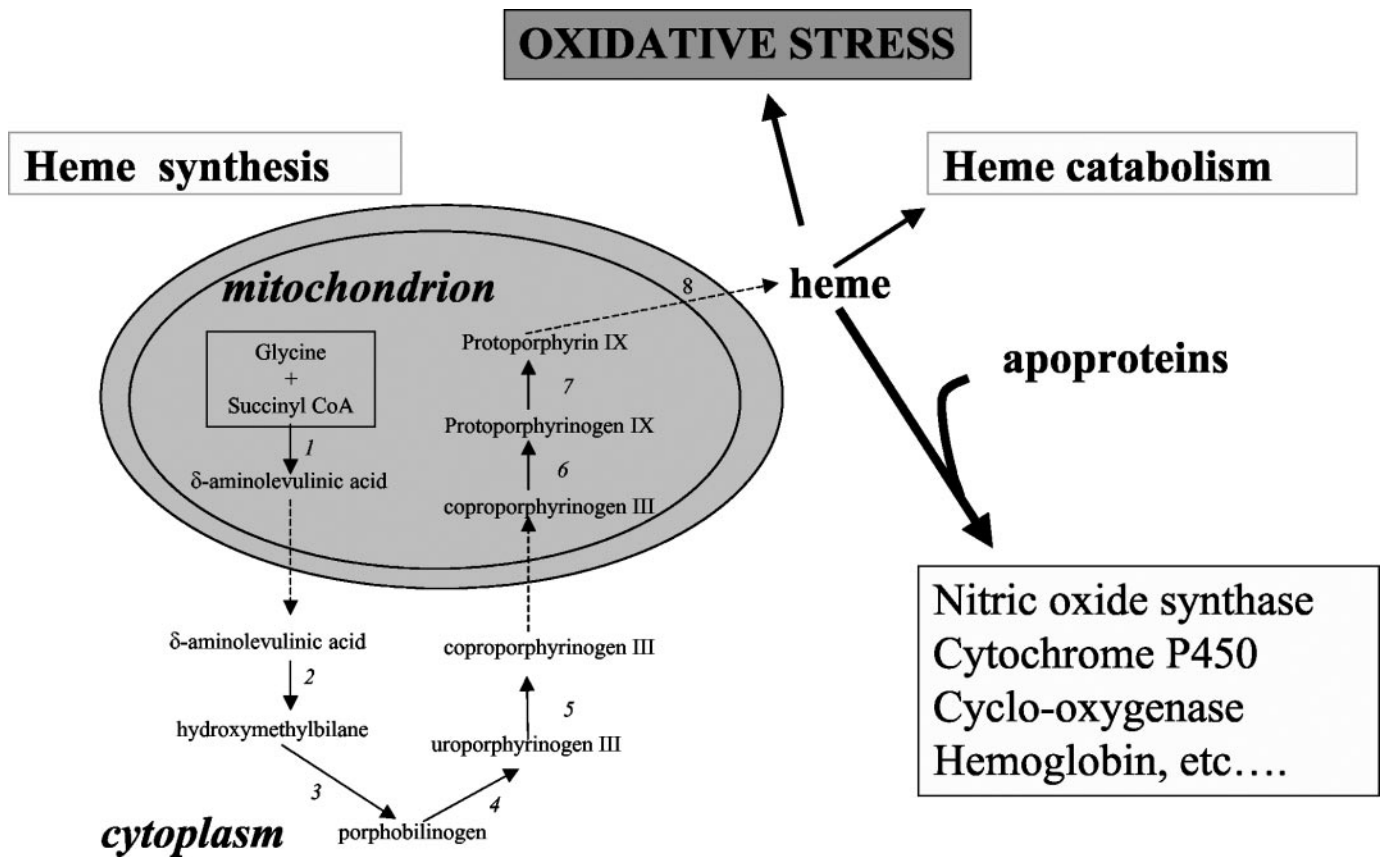 OXIDATIVE STRESS
Heme synthesis
Heme catabolism
mitochondrion
8
heme
Glycine
+
Succinyl CoA
1
δ-aminolevulinic acid
Protoporphyrin IX
7
Protoporphyrinogen IX
6
coproporphyrinogen III
apoproteins
δ-aminolevulinic acid
2
hydroxymethylbilane
3
porphobilinogen
4
uroporphyrinogen III
5
coproporphyrinogen III
cytoplasm
Nitric oxide synthase
Cytochrome P450
Cyclo-oxygenase
Hemoglobin, etc....